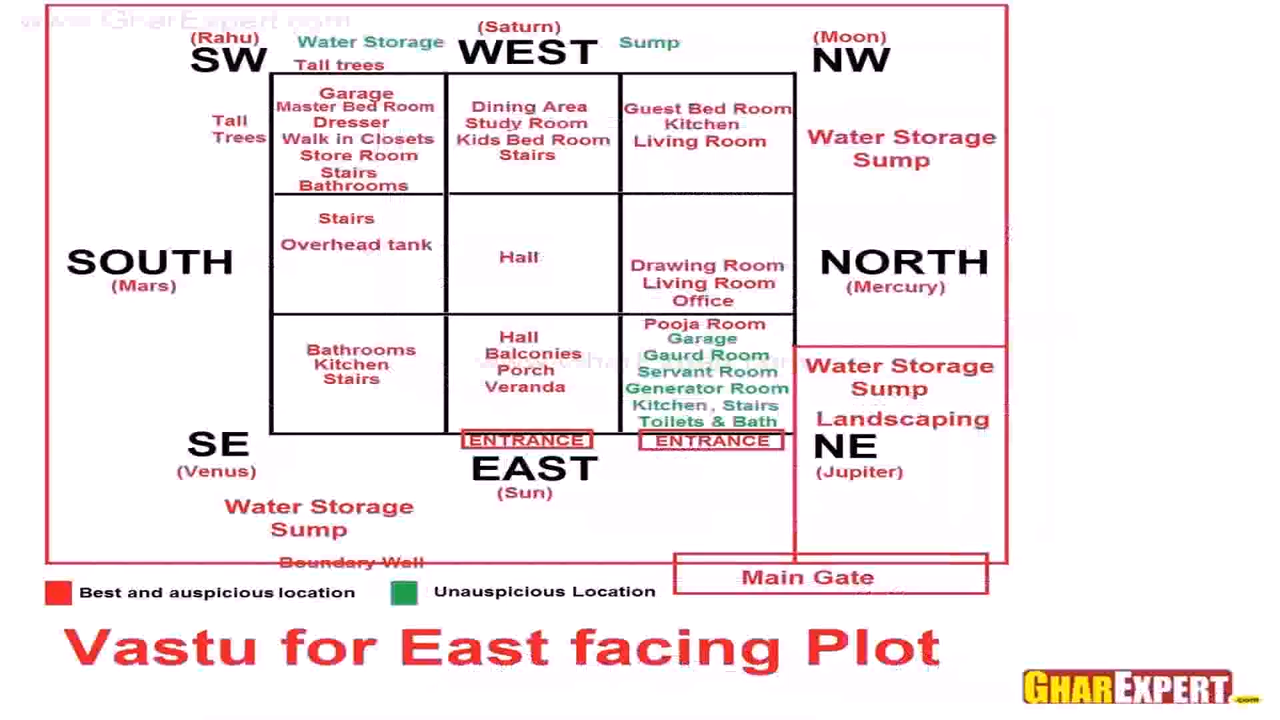 www.GharExpert.com
(Rahu)
SW
Water Storage
Tall trees
(Saturn)
WEST
Sump
(Moon)
NW
Tall
Trees
Garage
Master Bed Room
Dresser
Walk in Closets
Store Room
Stairs
Bathrooms
Dining Area
Study Room
Kids Bed Room
Stairs
Guest Bed Room
Kitchen
Living Room
Water Storage
Sump
SOUTH
(Mars)
Stairs
Overhead tank
Hall
Drawing Room
Living Room
Office
NORTH
(Mercury)
Bathrooms
Kitchen
Stairs
Hall
Balconies
Porch
Veranda
Pooja Room
Garage
Gaurd Room
Servant Room
Generator Room
Kitchen , Stairs
Toilets & Bath
Water Storage
Sump
Landscaping
NE
(Jupiter)
SE
(Venus)
ENTRANCE
ENTRANCE
EAST
(Sun)
Water Storage
Sump
Boundary Wall
Main Gate
Best and auspicious location
Unauspicious Location
Vastu for East facing Plot
GHAREXPERT.com